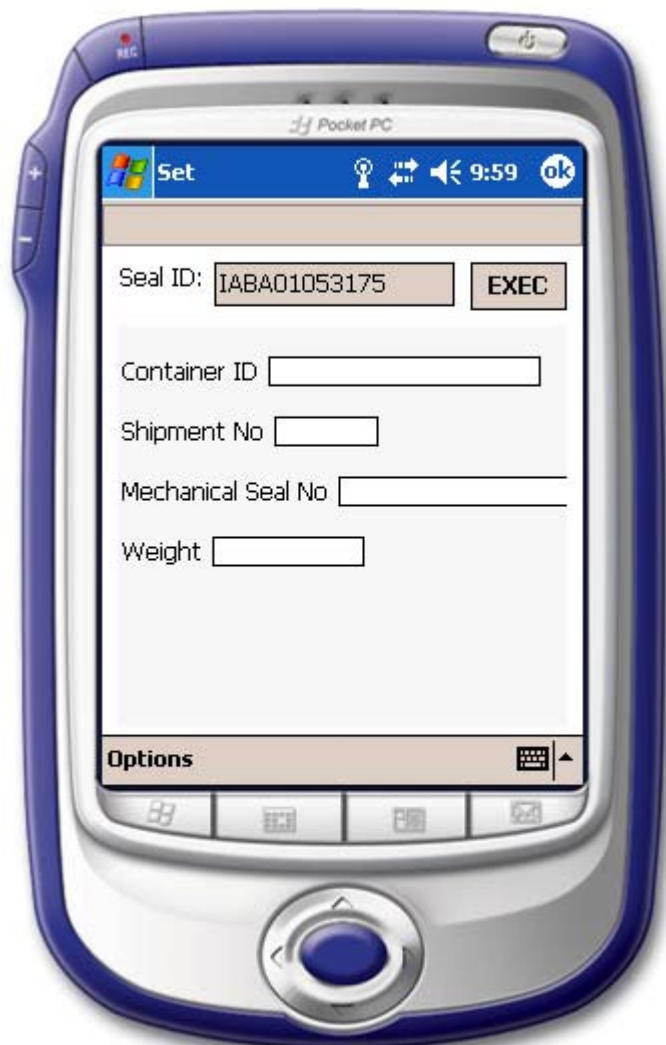 REC
Pocket PC
Set 9:59 ok
Seal ID: IABA01053175 EXEC
Container ID
Shipment No
Mechanical Seal No
Weight
Options